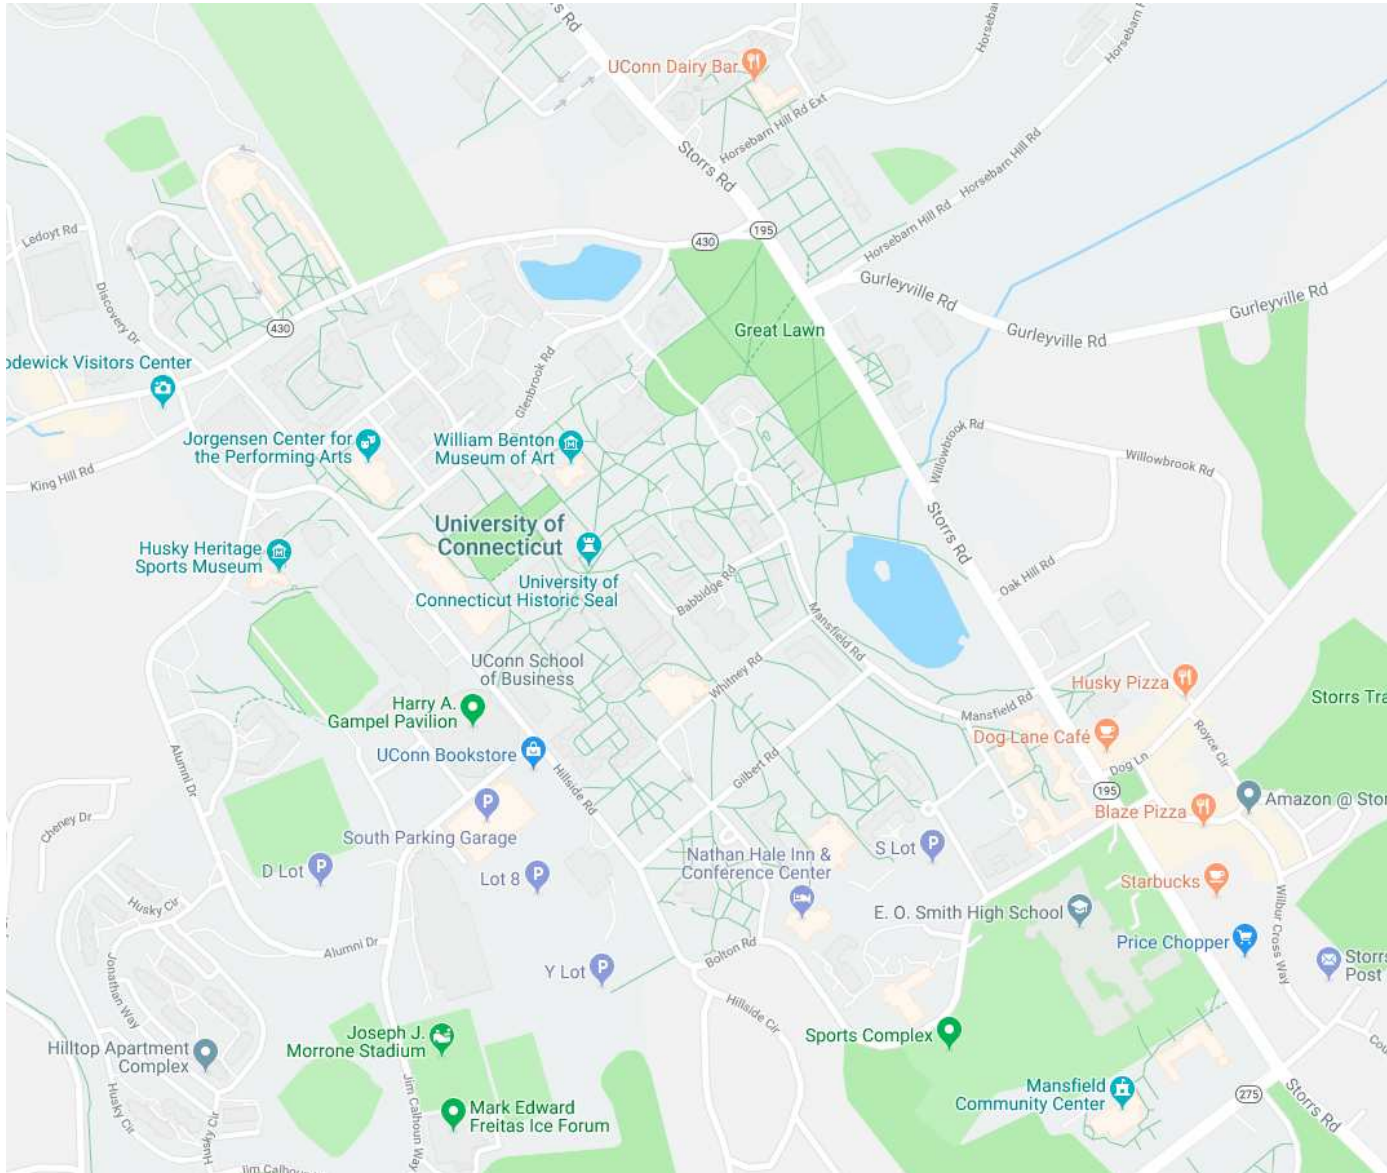 s Rd
Horsebar
Horsebarn H
UConn Dairy Bar
Horsebarn Hill Rd Ext
Storrs Rd
Horsebarn Hill Rd
Horsebarn Hill Rd
Ledoyt Rd
430
195
Gurleyville Rd
Gurleyville Rd
Gurleyville Rd
Discovery Dr
430
Great Lawn
odewick Visitors Center
Glenbrook Rd
Jorgensen Center for
the Performing Arts
William Benton
Museum of Art
Willowbrook Rd
Willowbrook Rd
King Hill Rd
University of
Connecticut
Storrs Rd
Husky Heritage
Sports Museum
University of
Connecticut Historic Seal
Babbidge Rd
Oak Hill Rd
Mansfield Rd
UConn School
of Business
Whitney Rd
Husky Pizza
Storrs Tra
Harry A.
Gampel Pavilion
Mansfield Rd
Dog Lane Café
Royce Cir
UConn Bookstore
Alumni Dr
Hillside Rd
Gilbert Rd
Dog Ln
195
Amazon @ Stor
Cheney Dr
South Parking Garage
Blaze Pizza
D Lot
Lot 8
Nathan Hale Inn &
Conference Center
S Lot
Starbucks
Husky Cir
E. O. Smith High School
Wilbur Cross Way
Alumni Dr
Bolton Rd
Price Chopper
Y Lot
Storrs
Post
Jonathan Way
Hillside Cir
Joseph J.
Morrone Stadium
Sports Complex
Hilltop Apartment
Complex
Cou
Jim Calhoun Way
Mansfield
Community Center
275
Storrs Rd
Husky Cir
Mark Edward
Freitas Ice Forum
Husky Cir
Jim Calhou